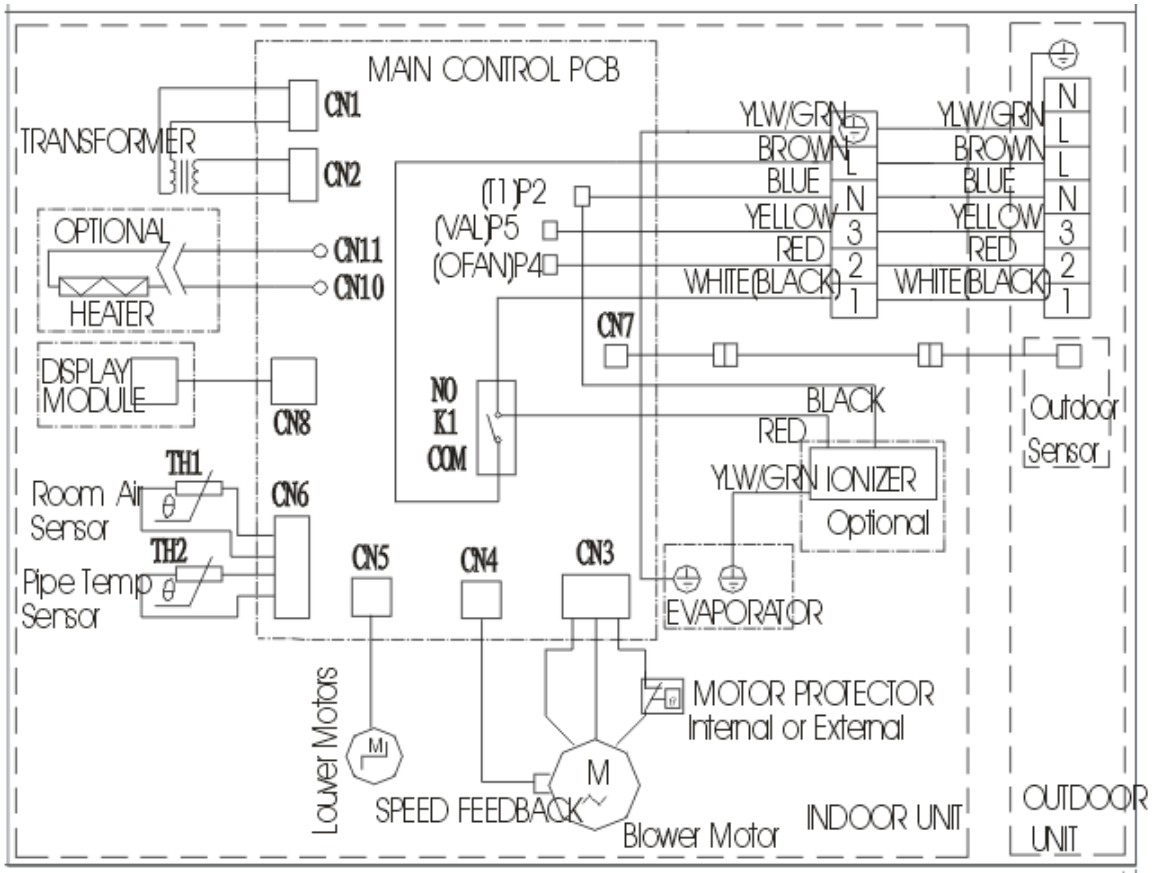 MAIN CONTROL PCB
CN1
TRANSFORMER
CN2
YLW/GRN
YLW/GRN
N
BROWN
L
BROWN
L
BLUE
L
BLUE
(T1)P2
N
N
YELLOW
3
YELLOW
3
(VAL)P5
RED
2
RED
2
(OFAN)P4
WHITE(BLACK)
1
WHITE(BLACK)
1
OPTIONAL
CN11
CN10
HEATER
CN7
DISPLAY
MODULE
CN8
NO
K1
COM
BLACK
RED
Outdoor
Sensor
YLW/GRN
IONIZER
Optional
TH1
Room Air
Sensor
θ
CN6
TH2
Pipe Temp
Sensor
θ
CN5
CN4
CN3
EVAPORATOR
Louver Motors
M
SPEED FEEDBACK
M
Blower Motor
MOTOR PROTECTOR
Internal or External
INDOOR UNIT
OUTDOOR
UNIT